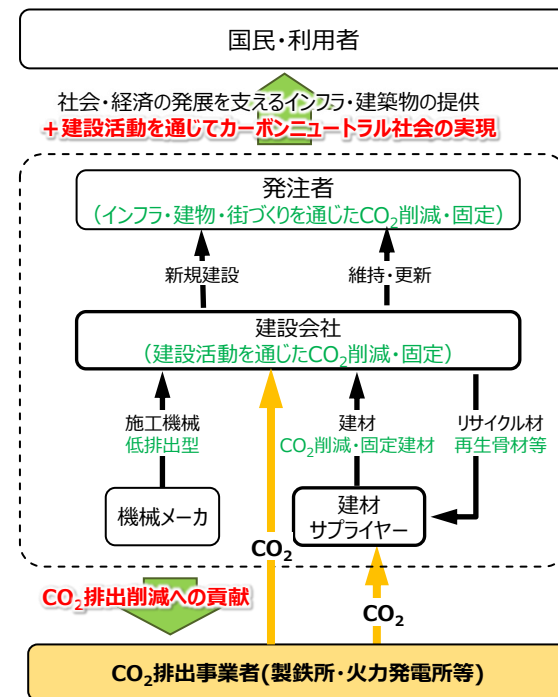 国民・利用者
社会・経済の発展を支えるインフラ・建築物の提供
＋建設活動を通じてカーボンニュートラル社会の実現
発注者
（インフラ・建物・街づくりを通じたCO₂削減・固定）
新規建設
維持・更新
建設会社
（建設活動を通じたCO₂削減・固定）
施工機械
低排出型
建材
CO₂削減・固定建材
リサイクル材
再生骨材等
機械メーカ
建材
サプライヤー
CO₂
CO₂排出削減への貢献
CO₂
CO₂排出事業者(製鉄所・火力発電所等)